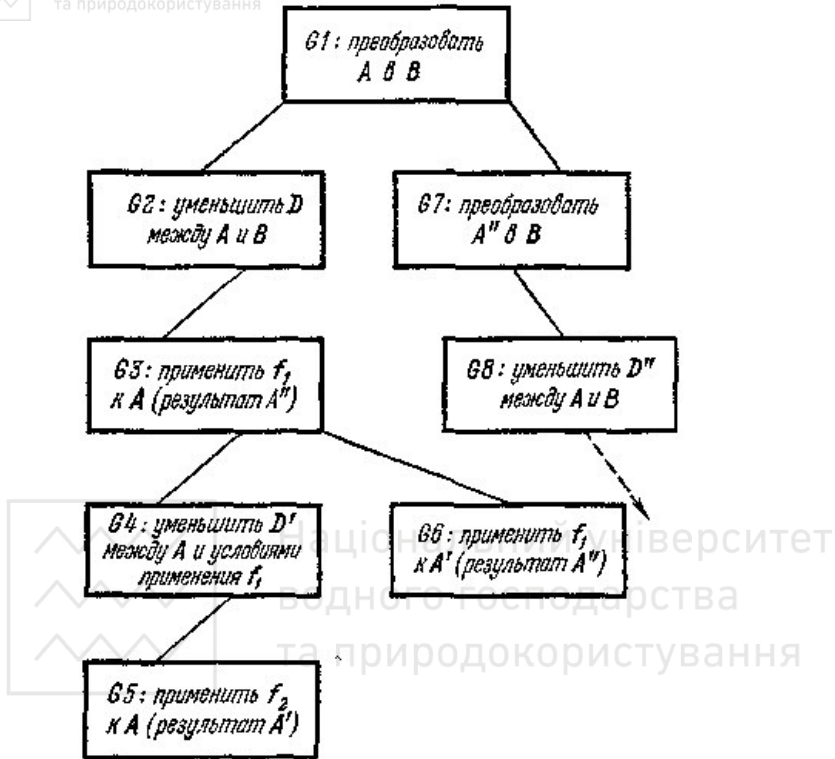 та природокористування
G1: преобразовать
A в B
G2: уменьшить D
между A и B
G7: преобразовать
A" в B
G3: применить f₁
к A (результат A")
G8: уменьшить D"
между A и B
G4: уменьшить D'
между A и условиями
применения f₁
G6: применить f₁
к A' (результат A")
Національний університет
водного господарства
та природокористування
G5: применить f₂
к A (результат A')